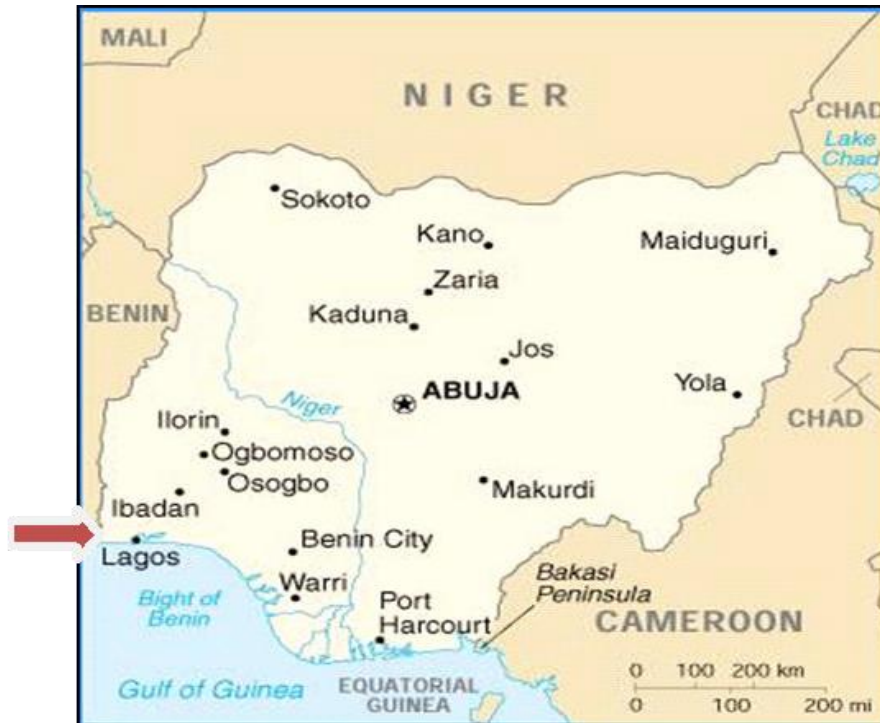 MALI
NIGER
CHAD
Lake
Chad
Sokoto
Kano
Maiduguri
Zaria
BENIN
Kaduna
Jos
Yola
ABUJA
Niger
CHAD
Ilorin
Ogbomoso
Osogbo
Makurdi
Ibadan
Lagos
Benin City
Bakasi
Peninsula
Bight of
Benin
Warri
Port
Harcourt
CAMEROON
Gulf of Guinea
EQUATORIAL
GUINEA
0 100 200 km
0 100 200 mi